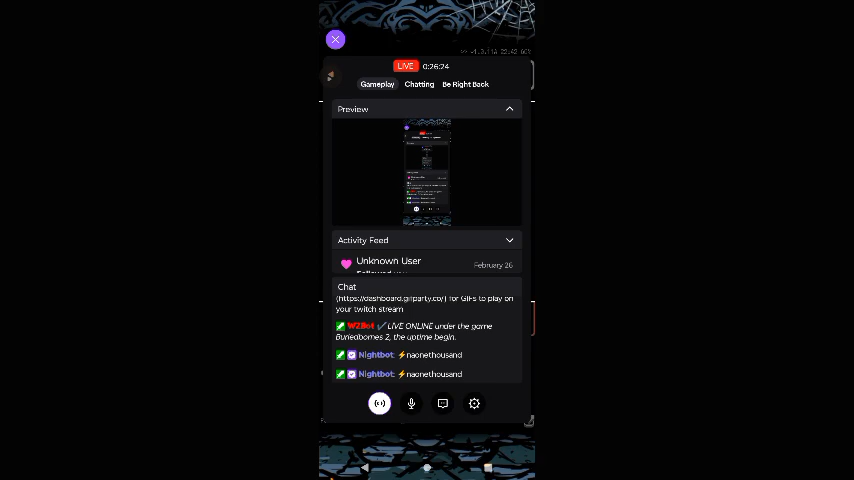 LIVE 0:26:24
Gameplay Chatting Be Right Back
Preview
Activity Feed
Unknown User
February 26
Chat
(https://dashboard.gifparty.co/) for GIFs to play on
your twitch stream
W2Bot ✔ LIVE ONLINE under the game
Buriedbornes 2, the uptime begin.
Nightbot: ⚡naonethousand
Nightbot: ⚡naonethousand